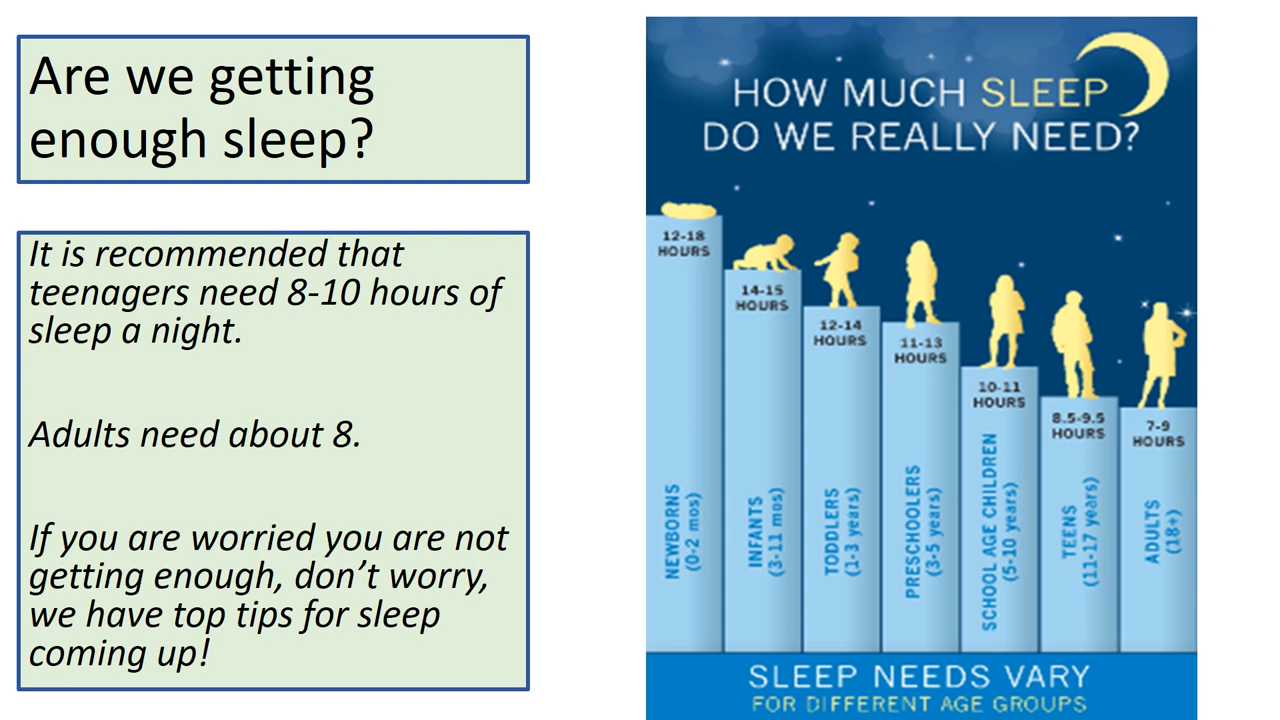 Are we getting
enough sleep?
It is recommended that
teenagers need 8-10 hours of
sleep a night.
Adults need about 8.
If you are worried you are not
getting enough, don’t worry,
we have top tips for sleep
coming up!
HOW MUCH SLEEP
DO WE REALLY NEED?
12-18
HOURS
NEWBORNS
(0-2 mos)
14-15
HOURS
INFANTS
(3-11 mos)
12-14
HOURS
TODDLERS
(1-3 years)
11-13
HOURS
PRESCHOOLERS
(3-5 years)
10-11
HOURS
SCHOOL AGE CHILDREN
(5-10 years)
8.5-9.5
HOURS
TEENS
(11-17 years)
7-9
HOURS
ADULTS
(18+)
SLEEP NEEDS VARY
FOR DIFFERENT AGE GROUPS